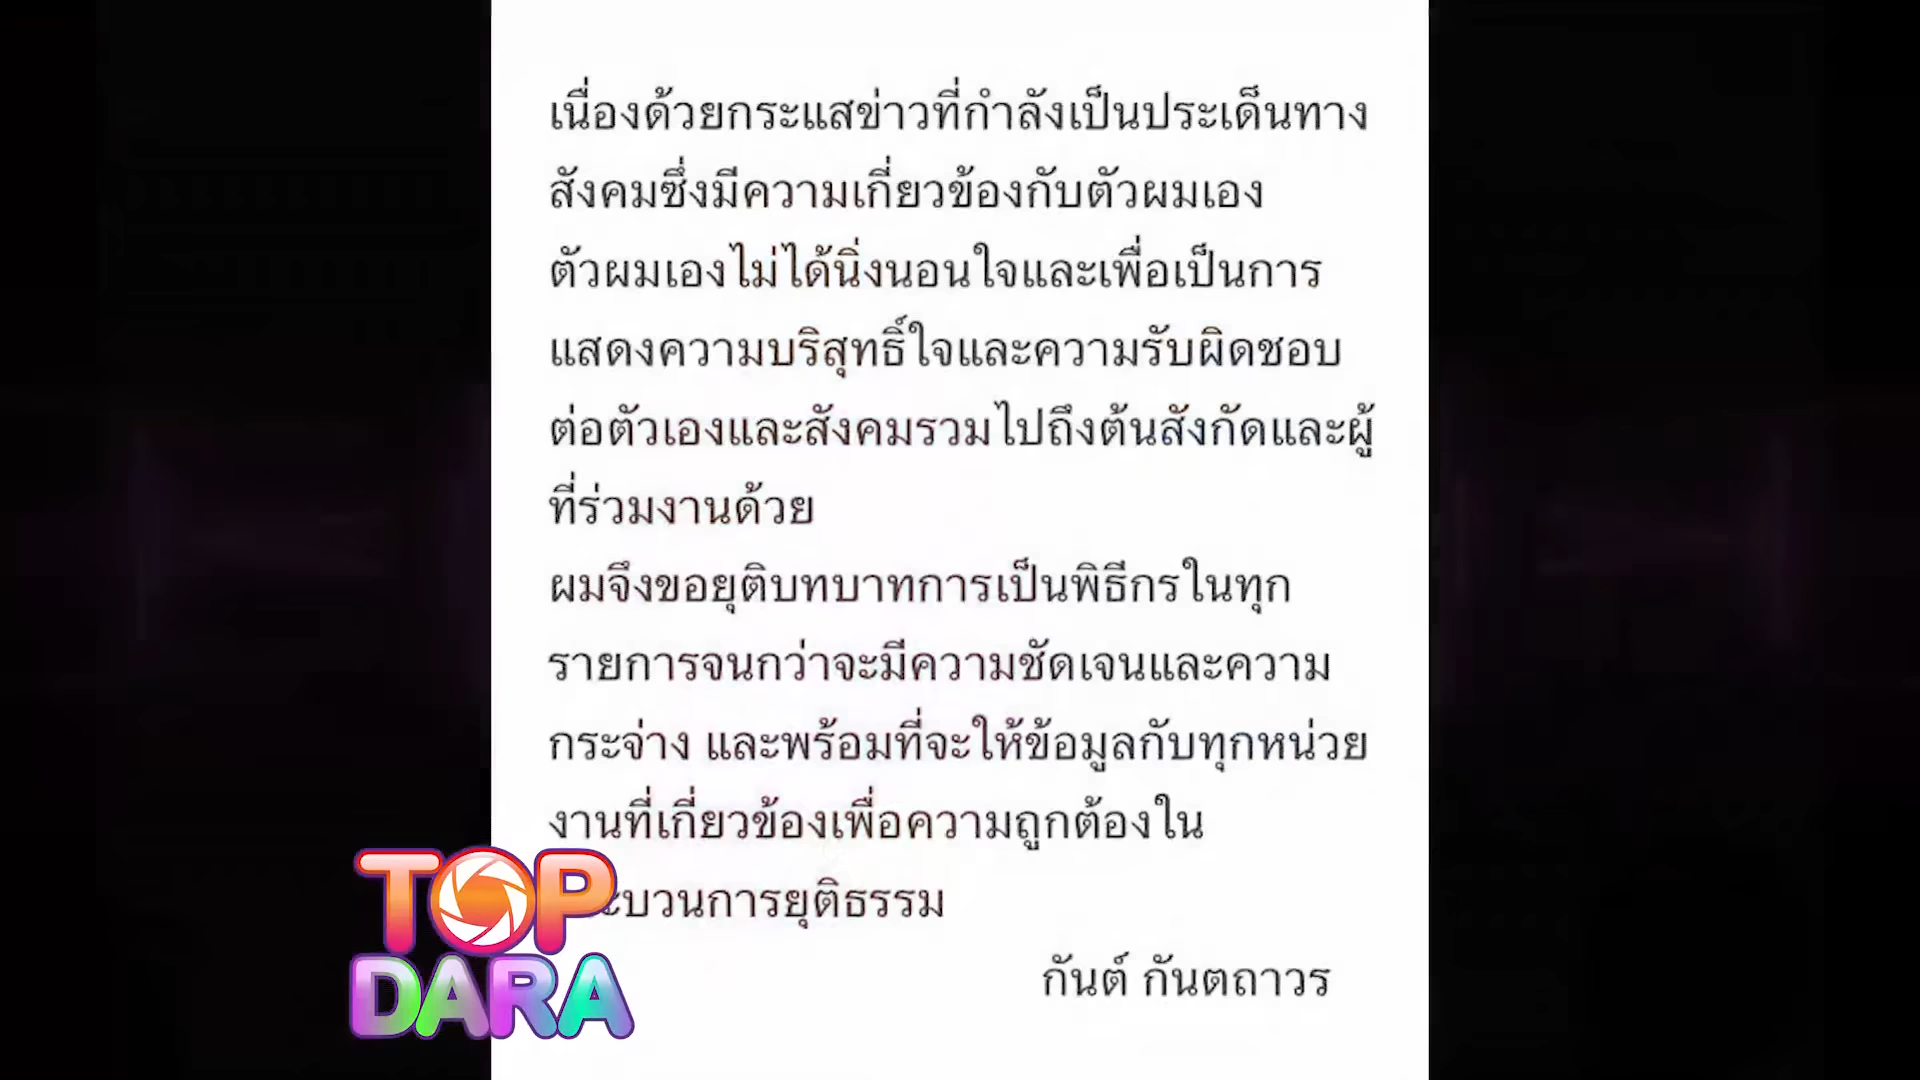 เนื่องด้วยกระแสข่าวที่กำลังเป็นประเด็นทาง
สังคมซึ่งมีความเกี่ยวข้องกับตัวผมเอง
ตัวผมเองไม่ได้นิ่งนอนใจและเพื่อเป็นการ
แสดงความบริสุทธิ์ใจและความรับผิดชอบ
ต่อตัวเองและสังคมรวมไปถึงต้นสังกัดและผู้
ที่ร่วมงานด้วย
ผมจึงขอยุติบทบาทการเป็นพิธีกรในทุก
รายการจนกว่าจะมีความชัดเจนและความ
กระจ่าง และพร้อมที่จะให้ข้อมูลกับทุกหน่วย
งานที่เกี่ยวข้องเพื่อความถูกต้องใน
ะบวนการยุติธรรม
กันต์ กันตถาวร
TOP
DARA